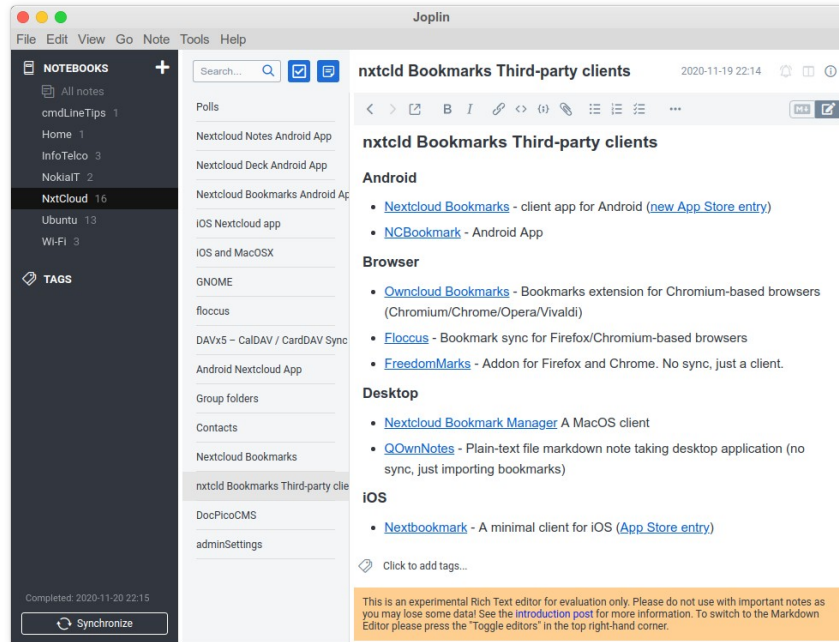 Joplin
File Edit View Go Note Tools Help
NOTEBOOKS
All notes
cmdLineTips 1
Home 1
InfoTelco 3
NokiaIT 2
NxtCloud 16
Ubuntu 13
Wi-Fi 3
TAGS
Completed: 2020-11-20 22:15
Synchronize
Search...
Polls
Nextcloud Notes Android App
Nextcloud Deck Android App
Nextcloud Bookmarks Android Ap
iOS Nextcloud app
iOS and MacOSX
GNOME
floccus
DAVx5 – CalDAV / CardDAV Sync
Android Nextcloud App
Group folders
Contacts
Nextcloud Bookmarks
nxtcld Bookmarks Third-party clie
DocPicoCMS
adminSettings
nxtcld Bookmarks Third-party clients 2020-11-19 22:14
B I
nxtcld Bookmarks Third-party clients
Android
• Nextcloud Bookmarks - client app for Android (new App Store entry)
• NCBookmark - Android App
Browser
• Owncloud Bookmarks - Bookmarks extension for Chromium-based browsers
(Chromium/Chrome/Opera/Vivaldi)
• Floccus - Bookmark sync for Firefox/Chromium-based browsers
• FreedomMarks - Addon for Firefox and Chrome. No sync, just a client.
Desktop
• Nextcloud Bookmark Manager A MacOS client
• QOwnNotes - Plain-text file markdown note taking desktop application (no
sync, just importing bookmarks)
iOS
• Nextbookmark - A minimal client for iOS (App Store entry)
Click to add tags...
This is an experimental Rich Text editor for evaluation only. Please do not use with important notes as
you may lose some data! See the introduction post for more information. To switch to the Markdown
Editor please press the "Toggle editors" in the top right-hand corner.